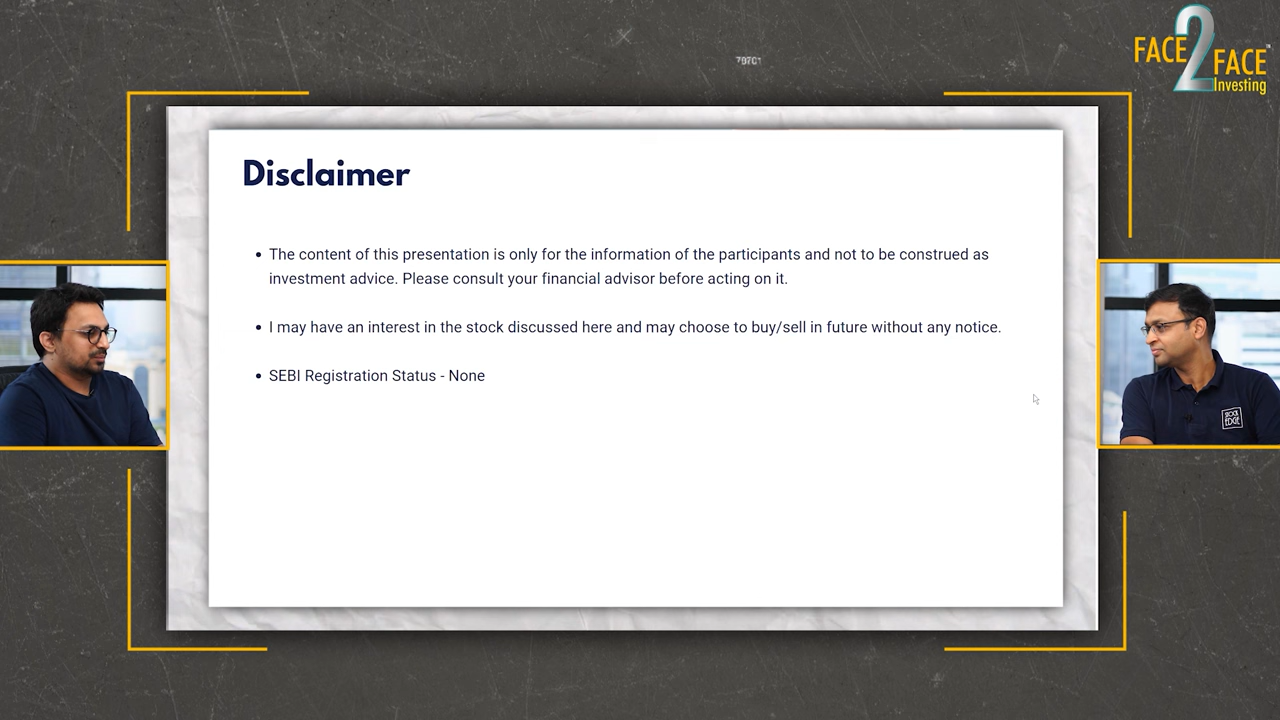 FACE 2 FACE
Investing
Disclaimer
• The content of this presentation is only for the information of the participants and not to be construed as
investment advice. Please consult your financial advisor before acting on it.
• I may have an interest in the stock discussed here and may choose to buy/sell in future without any notice.
• SEBI Registration Status - None
STOCK
EDGE